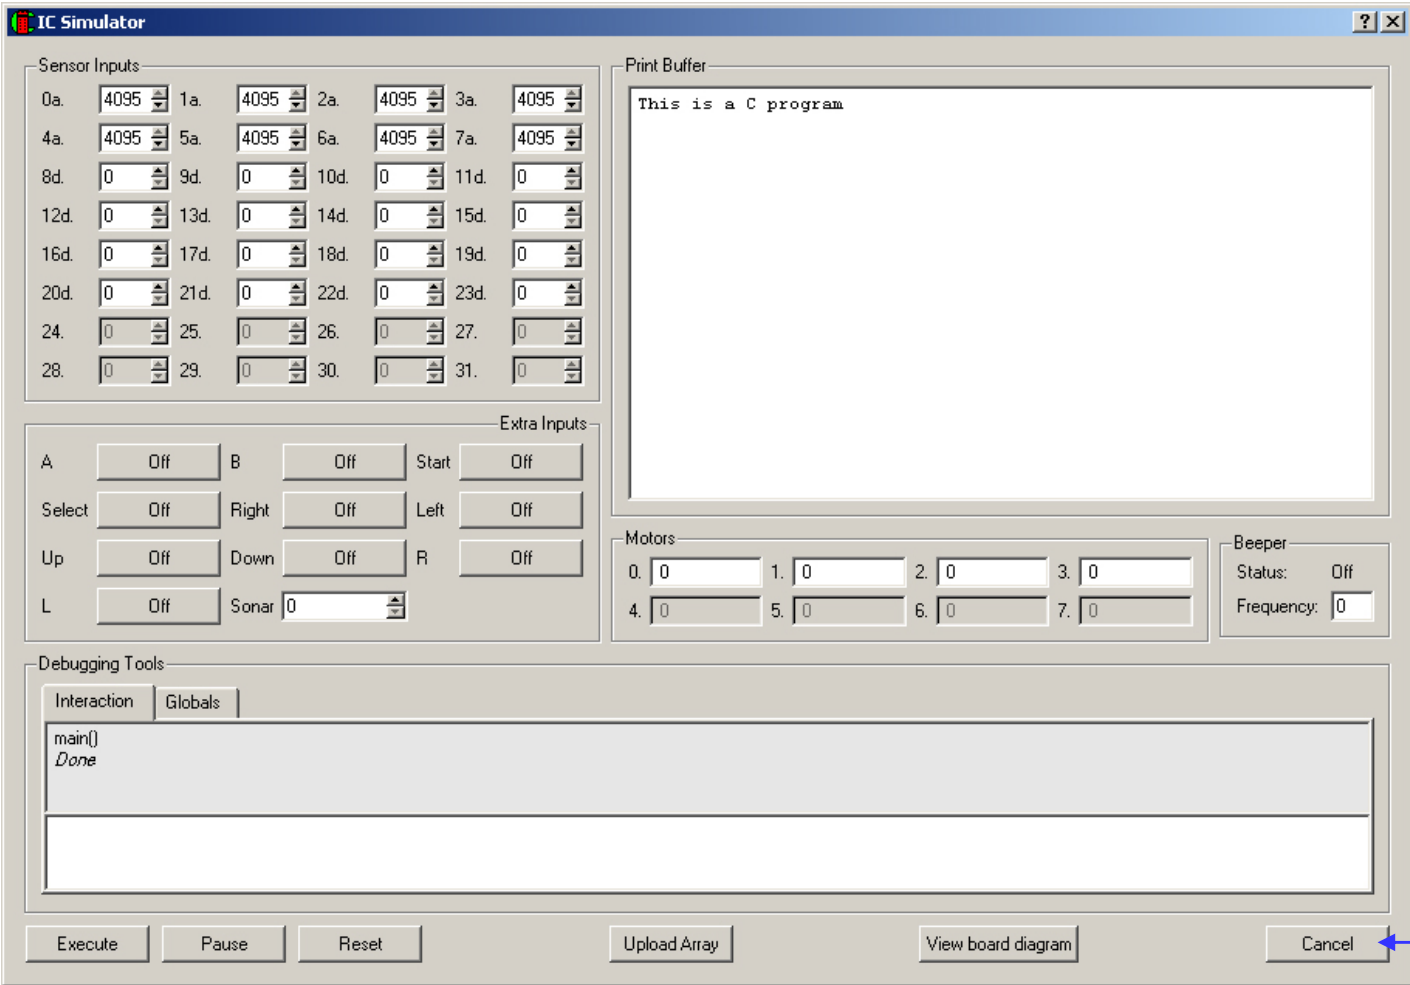 IC Simulator
Sensor Inputs
0a. 4095 1a. 4095 2a. 4095 3a. 4095
4a. 4095 5a. 4095 6a. 4095 7a. 4095
8d. 0 9d. 0 10d. 0 11d. 0
12d. 0 13d. 0 14d. 0 15d. 0
16d. 0 17d. 0 18d. 0 19d. 0
20d. 0 21d. 0 22d. 0 23d. 0
24. 0 25. 0 26. 0 27. 0
28. 0 29. 0 30. 0 31. 0
Extra Inputs
A Off B Off Start Off
Select Off Right Off Left Off
Up Off Down Off R Off
L Off Sonar 0
Print Buffer
This is a C program
Motors
0. 0 1. 0 2. 0 3. 0
4. 0 5. 0 6. 0 7. 0
Beeper
Status: Off
Frequency: 0
Debugging Tools
Interaction Globals
main()
Done
Execute Pause Reset Upload Array View board diagram Cancel